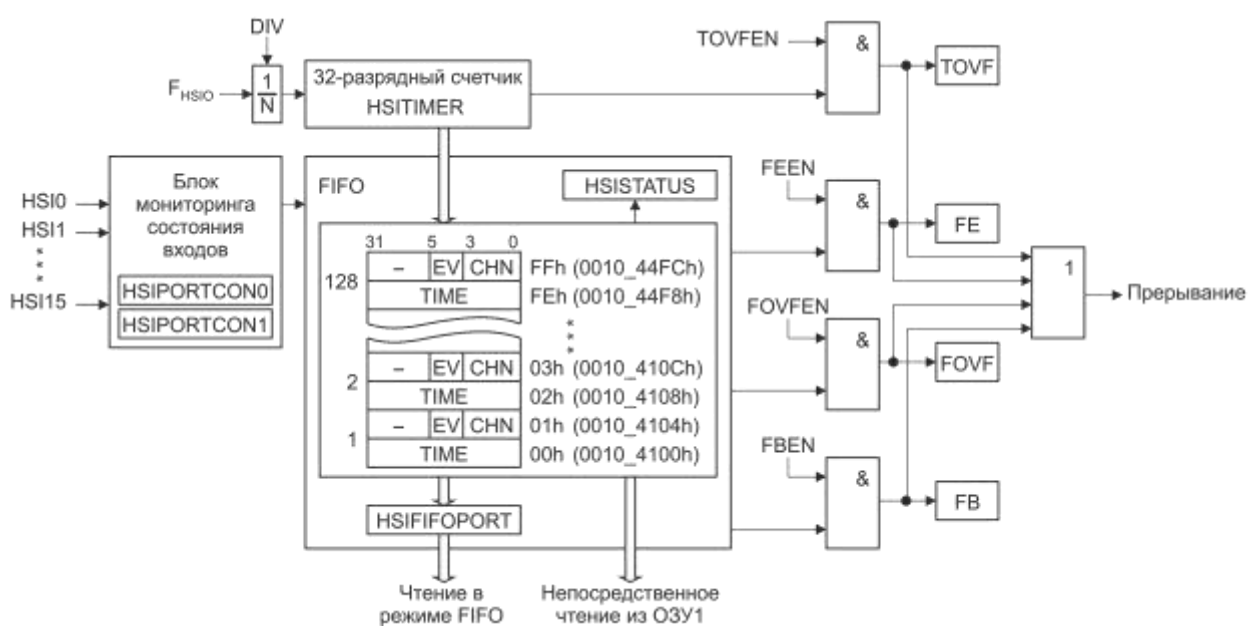 DIV
F HSIO
1
N
32-разрядный счетчик
HSITIMER
TOVFEN
&
TOVF
HSI0
HSI1
*
*
*
HSI15
Блок
мониторинга
состояния
входов
HSIPORTCON0
HSIPORTCON1
FIFO
HSISTATUS
31 5 3 0
128
– EV CHN FFh (0010_44FCh)
TIME FEh (0010_44F8h)
*
*
*
2
– EV CHN 03h (0010_410Ch)
TIME 02h (0010_4108h)
1
– EV CHN 01h (0010_4104h)
TIME 00h (0010_4100h)
HSIFIFOPORT
Чтение в
режиме FIFO
Непосредственное
чтение из ОЗУ1
FEEN
&
FE
FOVFEN
&
FOVF
FBEN
&
FB
1
Прерывание